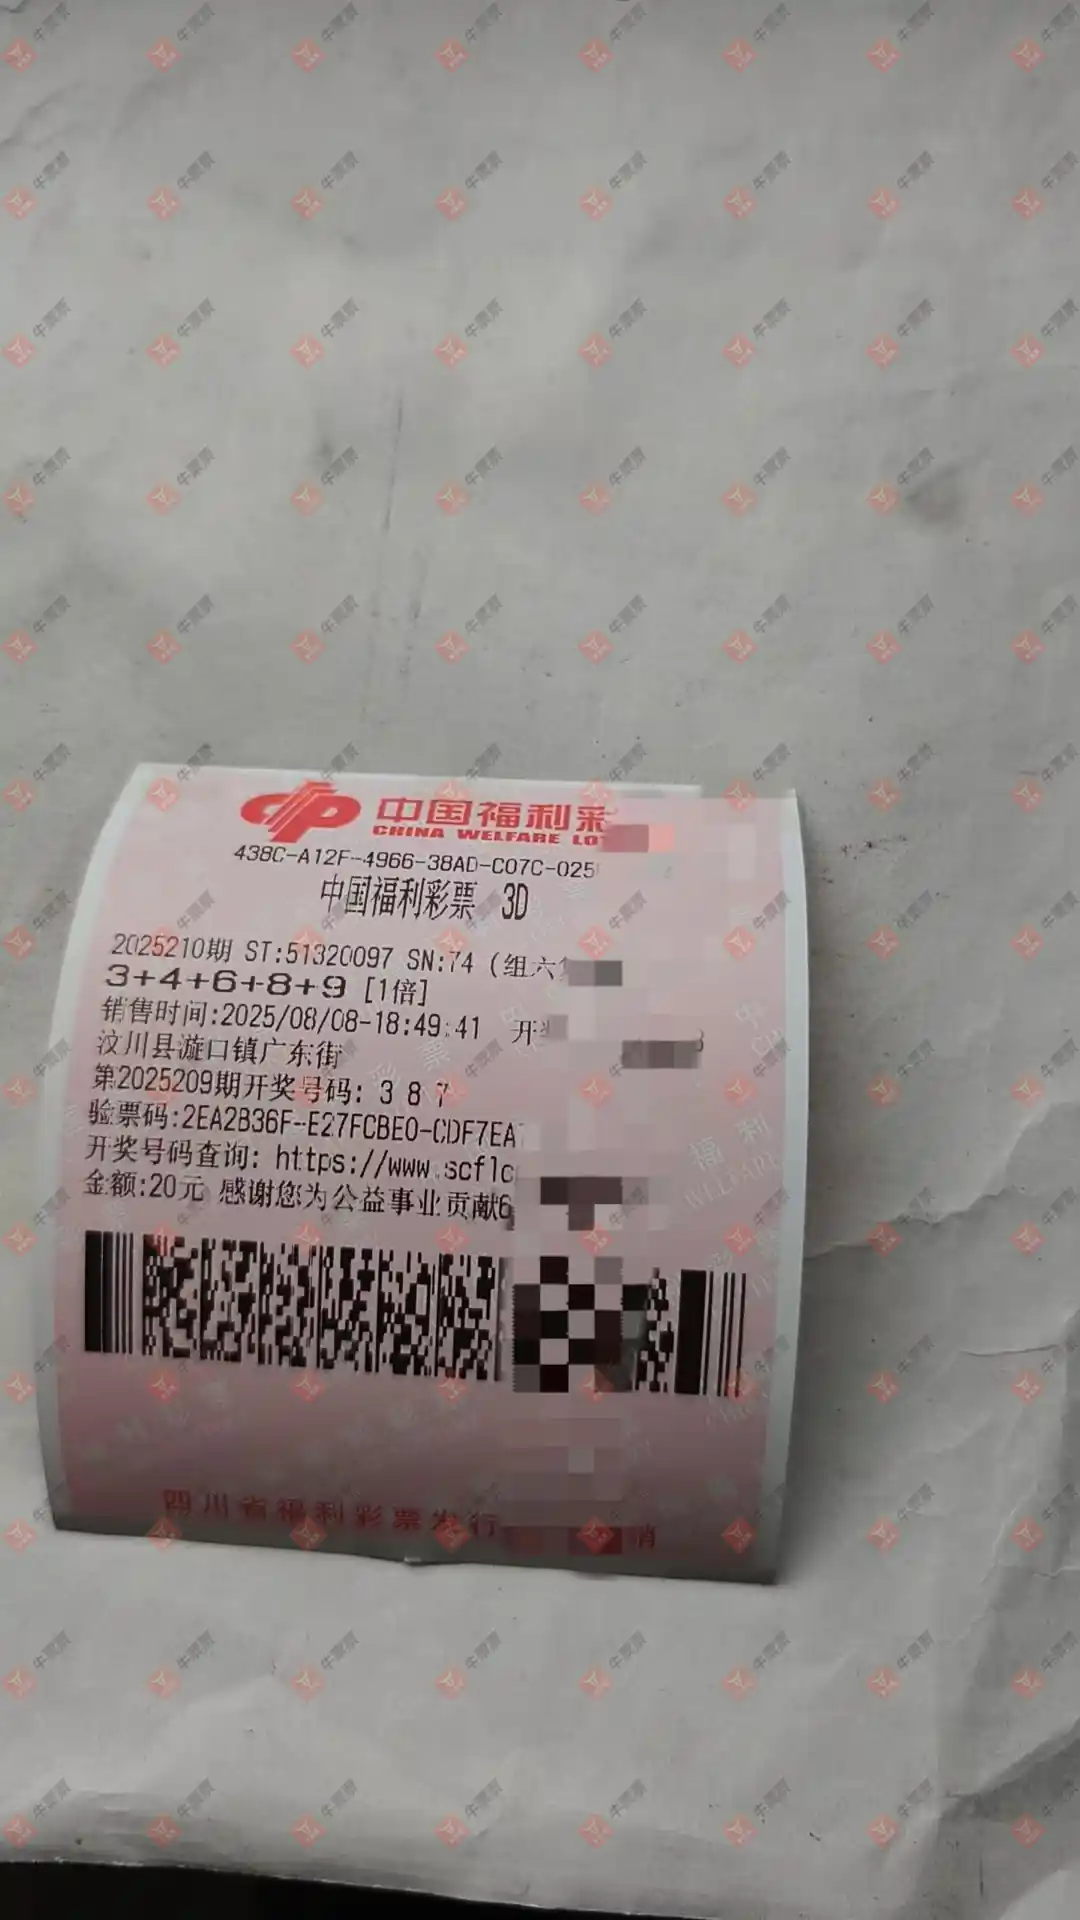 中国福利彩
CHINA WELFARE LOT
438C-A12F-4966-38AD-C07C-025
中国福利彩票 3D
2025210期 ST:51320097 SN:74 (组六
3+4+6+8+9 [1倍]
销售时间:2025/08/08-18:49:41 开奖
汶川县漩口镇广东街
第2025209期开奖号码: 3 8 7
验票码:2EA2B36F-E27FCBE0-CDF7EA
开奖号码查询: https://www.scflc
金额:20元 感谢您为公益事业贡献6
四川省福利彩票发行
销
牛票票